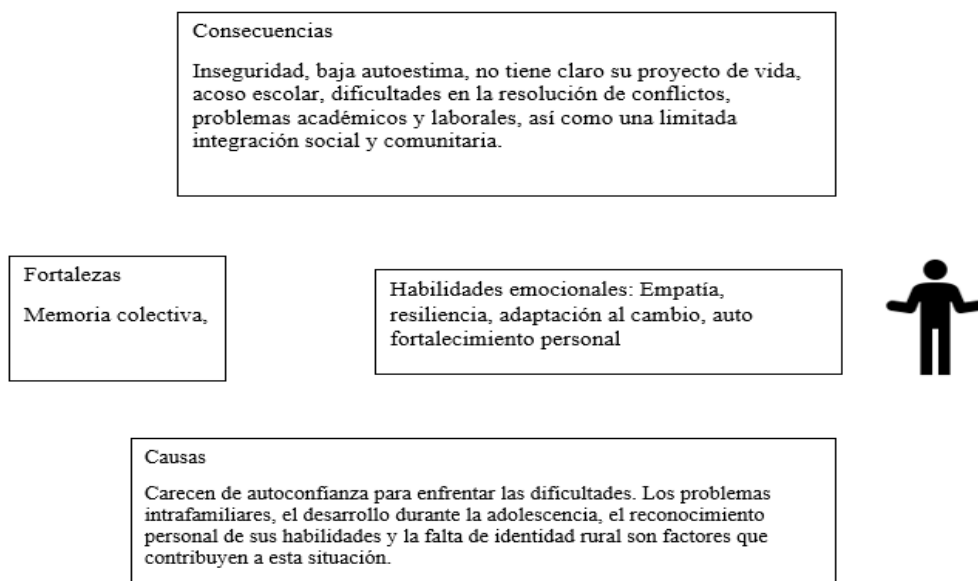 Consecuencias
Inseguridad, baja autoestima, no tiene claro su proyecto de vida,
acoso escolar, dificultades en la resolución de conflictos,
problemas académicos y laborales, así como una limitada
integración social y comunitaria.
Fortalezas
Memoria colectiva,
Habilidades emocionales: Empatía,
resiliencia, adaptación al cambio, auto
fortalecimiento personal
Causas
Carecen de autoconfianza para enfrentar las dificultades. Los problemas
intrafamiliares, el desarrollo durante la adolescencia, el reconocimiento
personal de sus habilidades y la falta de identidad rural son factores que
contribuyen a esta situación.